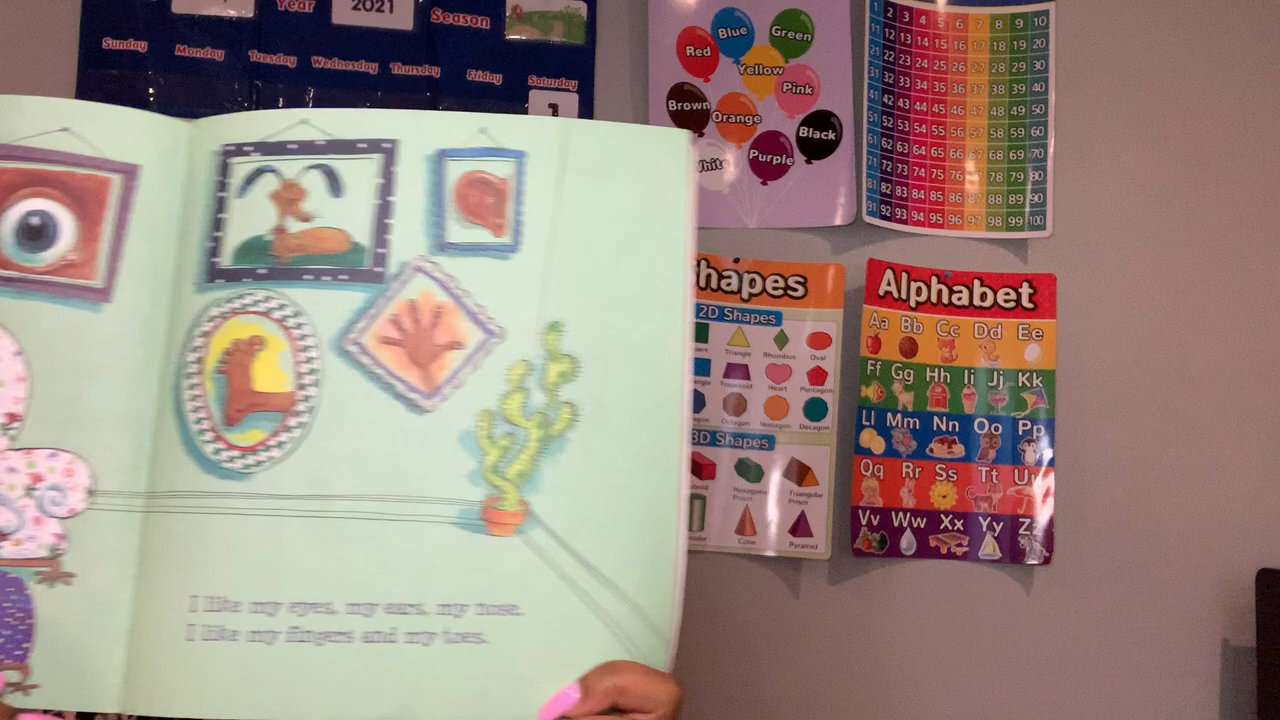 Year
2021
Season
Sunday
Monday
Tuesday
Wednesday
Thursday
Friday
Saturday
1
Red
Blue
Green
Yellow
Pink
Brown
Orange
Black
White
Purple
1 2 3 4 5 6 7 8 9 10
11 12 13 14 15 16 17 18 19 20
21 22 23 24 25 26 27 28 29 30
31 32 33 34 35 36 37 38 39 40
41 42 43 44 45 46 47 48 49 50
51 52 53 54 55 56 57 58 59 60
61 62 63 64 65 66 67 68 69 70
71 72 73 74 75 76 77 78 79 80
81 82 83 84 85 86 87 88 89 90
91 92 93 94 95 96 97 98 99 100
I like my eyes, my ears, my nose.
I like my fingers and my toes.
hapes
2D Shapes
Triangle
Rhombus
Oval
Trapezoid
Heart
Pentagon
Octagon
Nonagon
Decagon
3D Shapes
Hexagonal Prism
Triangular Prism
Cone
Pyramid
Alphabet
Aa Bb Cc Dd Ee
Ff Gg Hh Ii Jj Kk
Ll Mm Nn Oo Pp
Qq Rr Ss Tt Uu
Vv Ww Xx Yy Zz